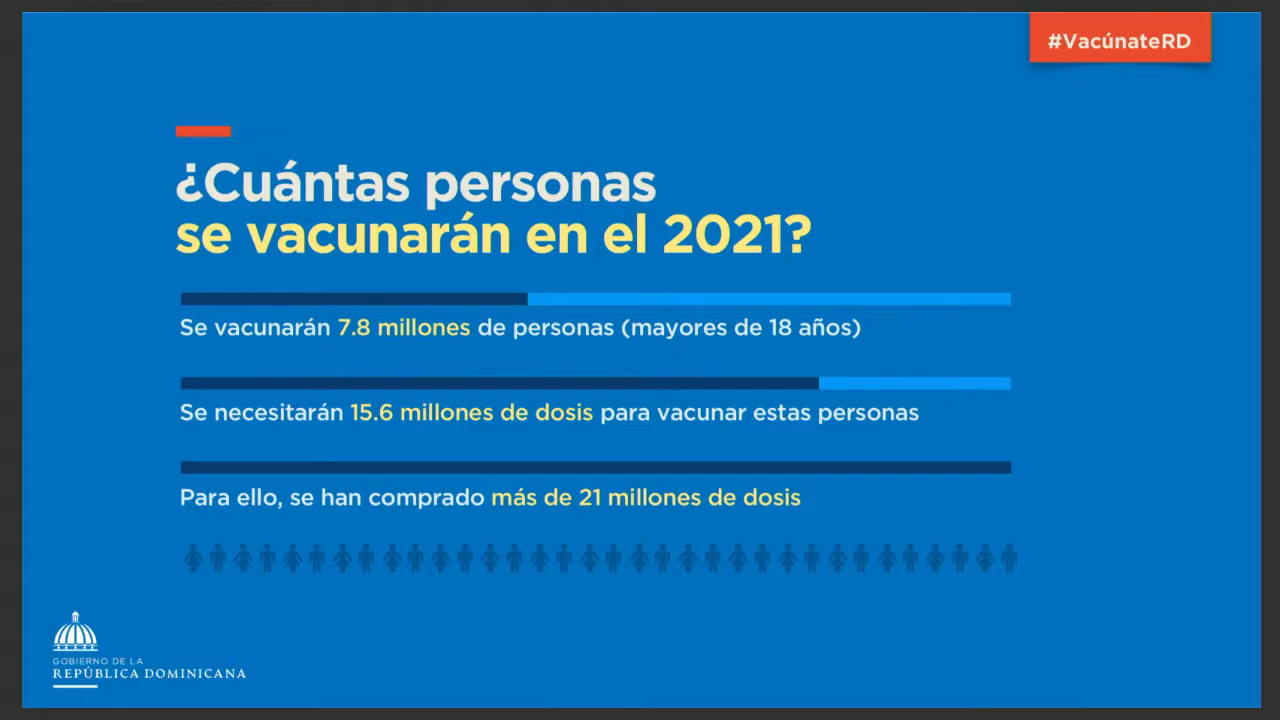 #VacúnateRD
¿Cuántas personas
se vacunarán en el 2021?
Se vacunarán 7.8 millones de personas (mayores de 18 años)
Se necesitarán 15.6 millones de dosis para vacunar estas personas
Para ello, se han comprado más de 21 millones de dosis
GOBIERNO DE LA
REPÚBLICA DOMINICANA